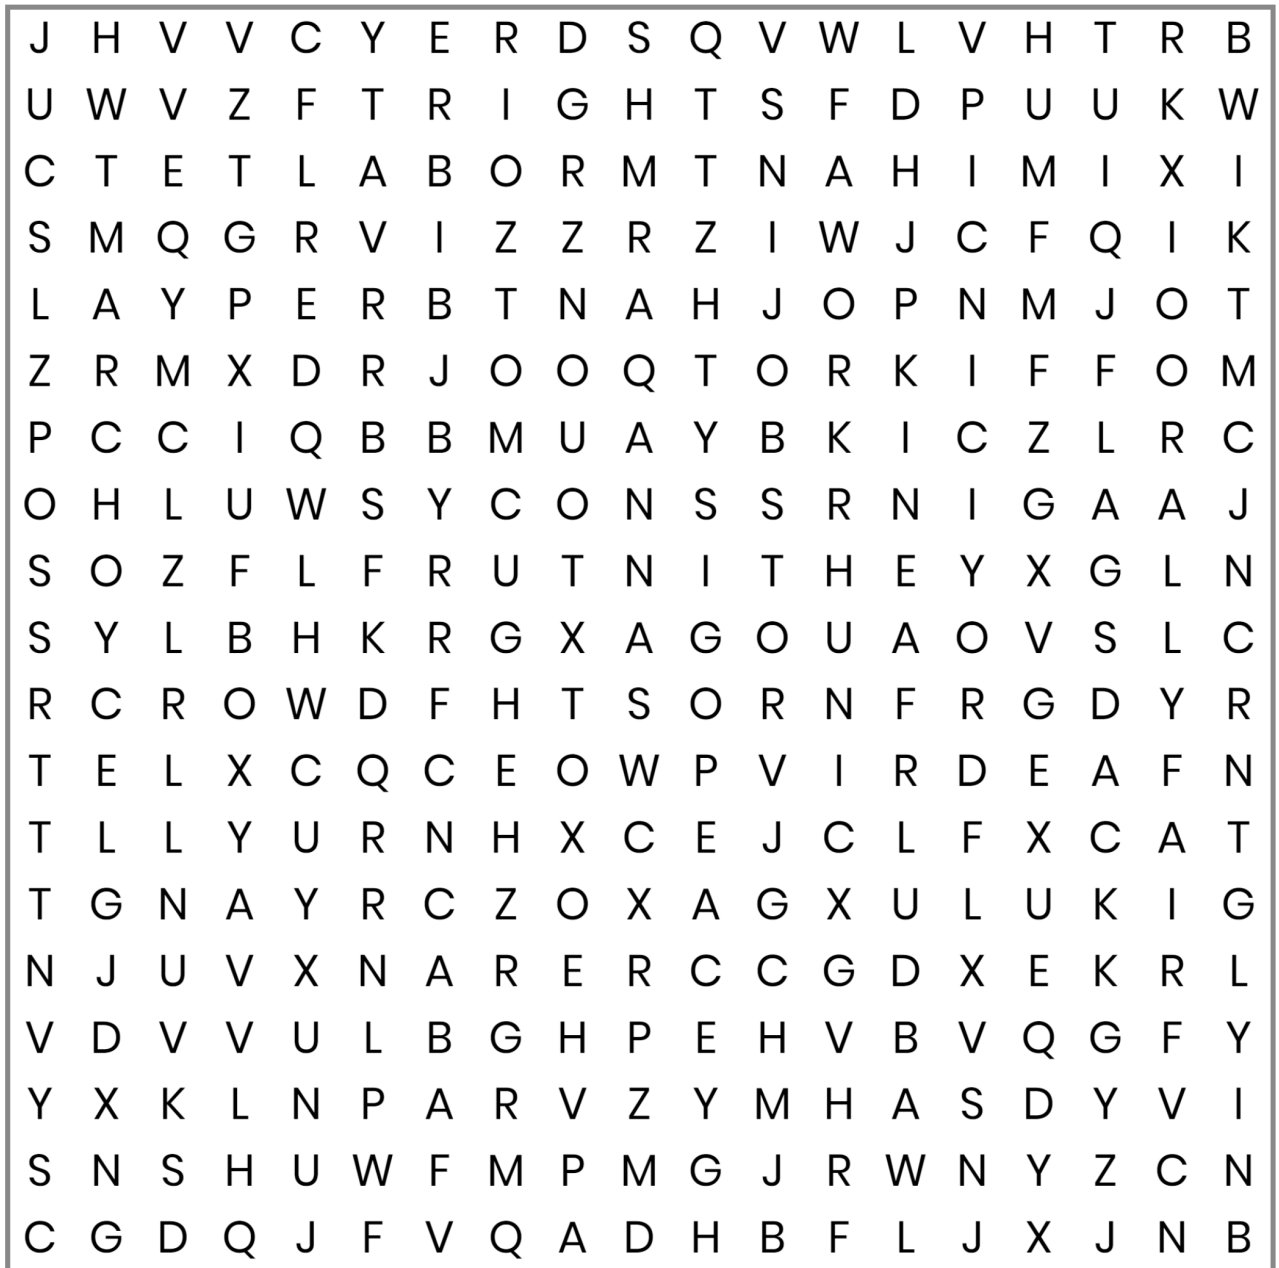 J H V V C Y E R D S Q V W L V H T R B
U W V Z F T R I G H T S F D P U U K W
C T E T L A B O R M T N A H I M I X I
S M Q G R V I Z Z R Z I W J C F Q I K
L A Y P E R B T N A H J O P N M J O T
Z R M X D R J O O Q T O R K I F F O M
P C C I Q B B M U A Y B K I C Z L R C
O H L U W S Y C O N S S R N I G A A J
S O Z F L F R U T N I T H E Y X G L N
S Y L B H K R G X A G O U A O V S L C
R C R O W D F H T S O R N F R G D Y R
T E L X C Q C E O W P V I R D E A F N
T L L Y U R N H X C E J C L F X C A T
T G N A Y R C Z O X A G X U L U K I G
N J U V X N A R E R C C G D X E K R L
V D V V U L B G H P E H V B V Q G F Y
Y X K L N P A R V Z Y M H A S D Y V I
S N S H U W F M P M G J R W N Y Z C N
C G D Q J F V Q A D H B F L J X J N B